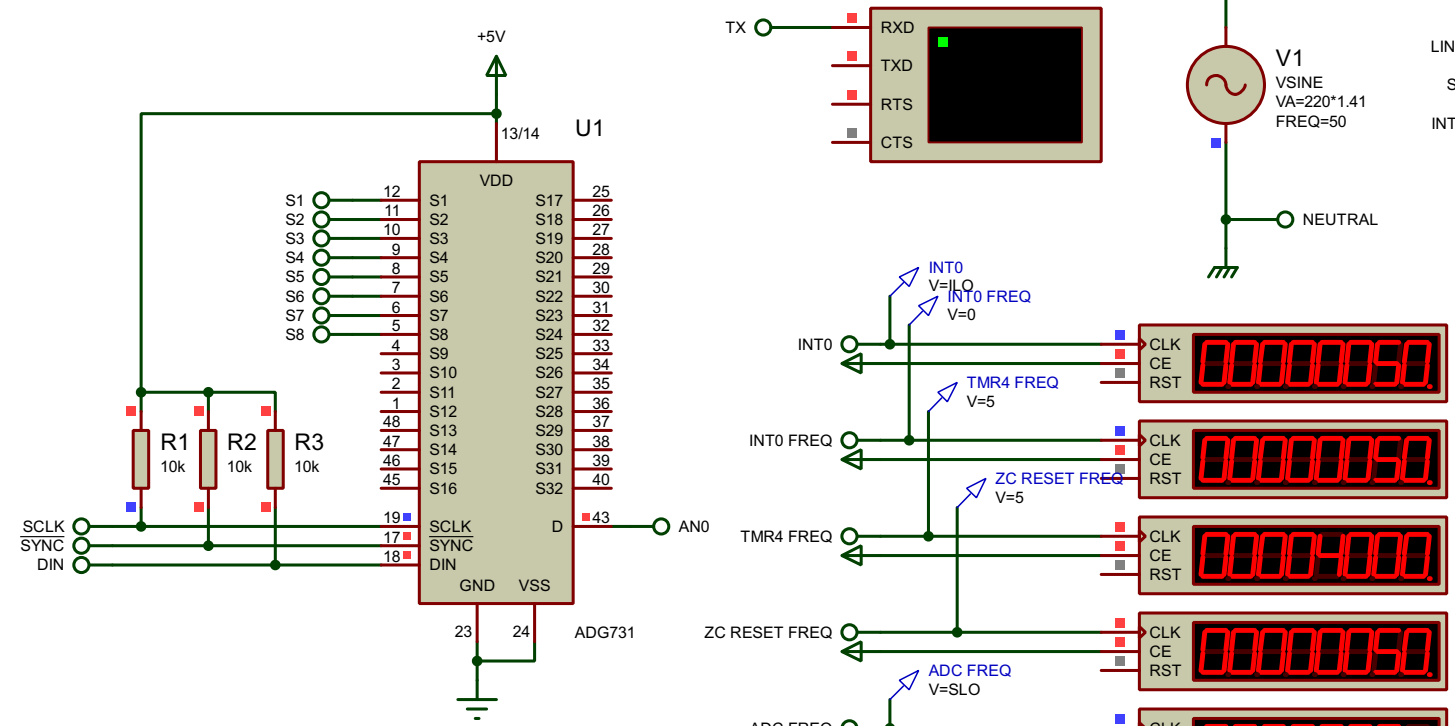 +5V
13/14
U1
VDD
S1 12 S1 S17 25
S2 11 S2 S18 26
S3 10 S3 S19 27
S4 9 S4 S20 28
S5 8 S5 S21 29
S6 7 S6 S22 30
S7 6 S7 S23 31
S8 5 S8 S24 32
4 S9 S25 33
3 S10 S26 34
2 S11 S27 35
1 S12 S28 36
48 S13 S29 37
47 S14 S30 38
46 S15 S31 39
45 S16 S32 40
R1
10k
R2
10k
R3
10k
SCLK 19 SCLK D 43 AN0
SYNC 17 SYNC
DIN 18 DIN
GND VSS
23 24
ADG731
TX RXD
TXD
RTS
CTS
V1
VSINE
VA=220*1.41
FREQ=50
NEUTRAL
LIN
S
INT
INT0
V=ILO
INT0 FREQ
V=0
INT0 CLK
CE
RST
00000050.
TMR4 FREQ
V=5
INT0 FREQ CLK
CE
RST
00000050.
ZC RESET FREQ
V=5
TMR4 FREQ CLK
CE
RST
00004000.
ZC RESET FREQ CLK
CE
RST
00000050.
ADC FREQ
V=SLO
ADC FREQ CLK